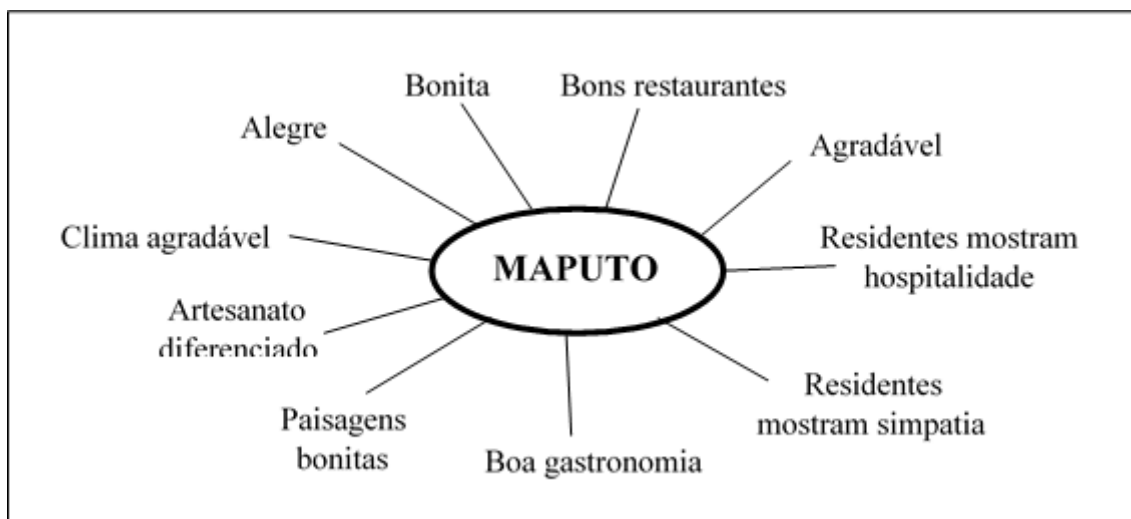 Bonita
Bons restaurantes
Alegre
Agradável
Clima agradável
MAPUTO
Residentes mostram
hospitalidade
Artesanato
diferenciado
Residentes
mostram simpatia
Paisagens
bonitas
Boa gastronomia